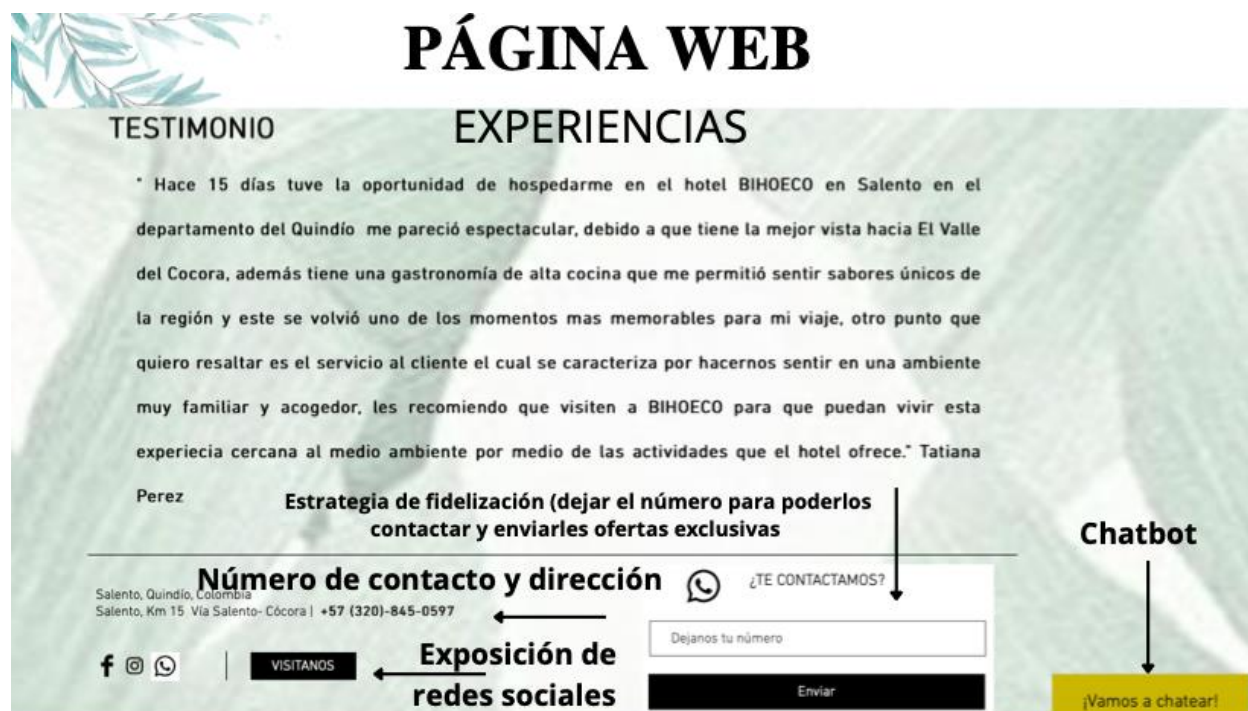 PÁGINA WEB
TESTIMONIO
EXPERIENCIAS
" Hace 15 días tuve la oportunidad de hospedarme en el hotel BIHOECO en Salento en el
departamento del Quindío me pareció espectacular, debido a que tiene la mejor vista hacia El Valle
del Cocora, además tiene una gastronomía de alta cocina que me permitió sentir sabores únicos de
la región y este se volvió uno de los momentos mas memorables para mi viaje, otro punto que
quiero resaltar es el servicio al cliente el cual se caracteriza por hacernos sentir en una ambiente
muy familiar y acogedor, les recomiendo que visiten a BIHOECO para que puedan vivir esta
experiecia cercana al medio ambiente por medio de las actividades que el hotel ofrece." Tatiana
Perez
Estrategia de fidelización (dejar el número para poderlos
contactar y enviarles ofertas exclusivas
Chatbot
Número de contacto y dirección
¿TE CONTACTAMOS?
Salento, Quindío, Colombia
Salento, Km 15 Vía Salento- Cócora | +57 (320)-845-0597
Dejanos tu número
Exposición de
redes sociales
VISITANOS
Enviar
¡Vamos a chatear!